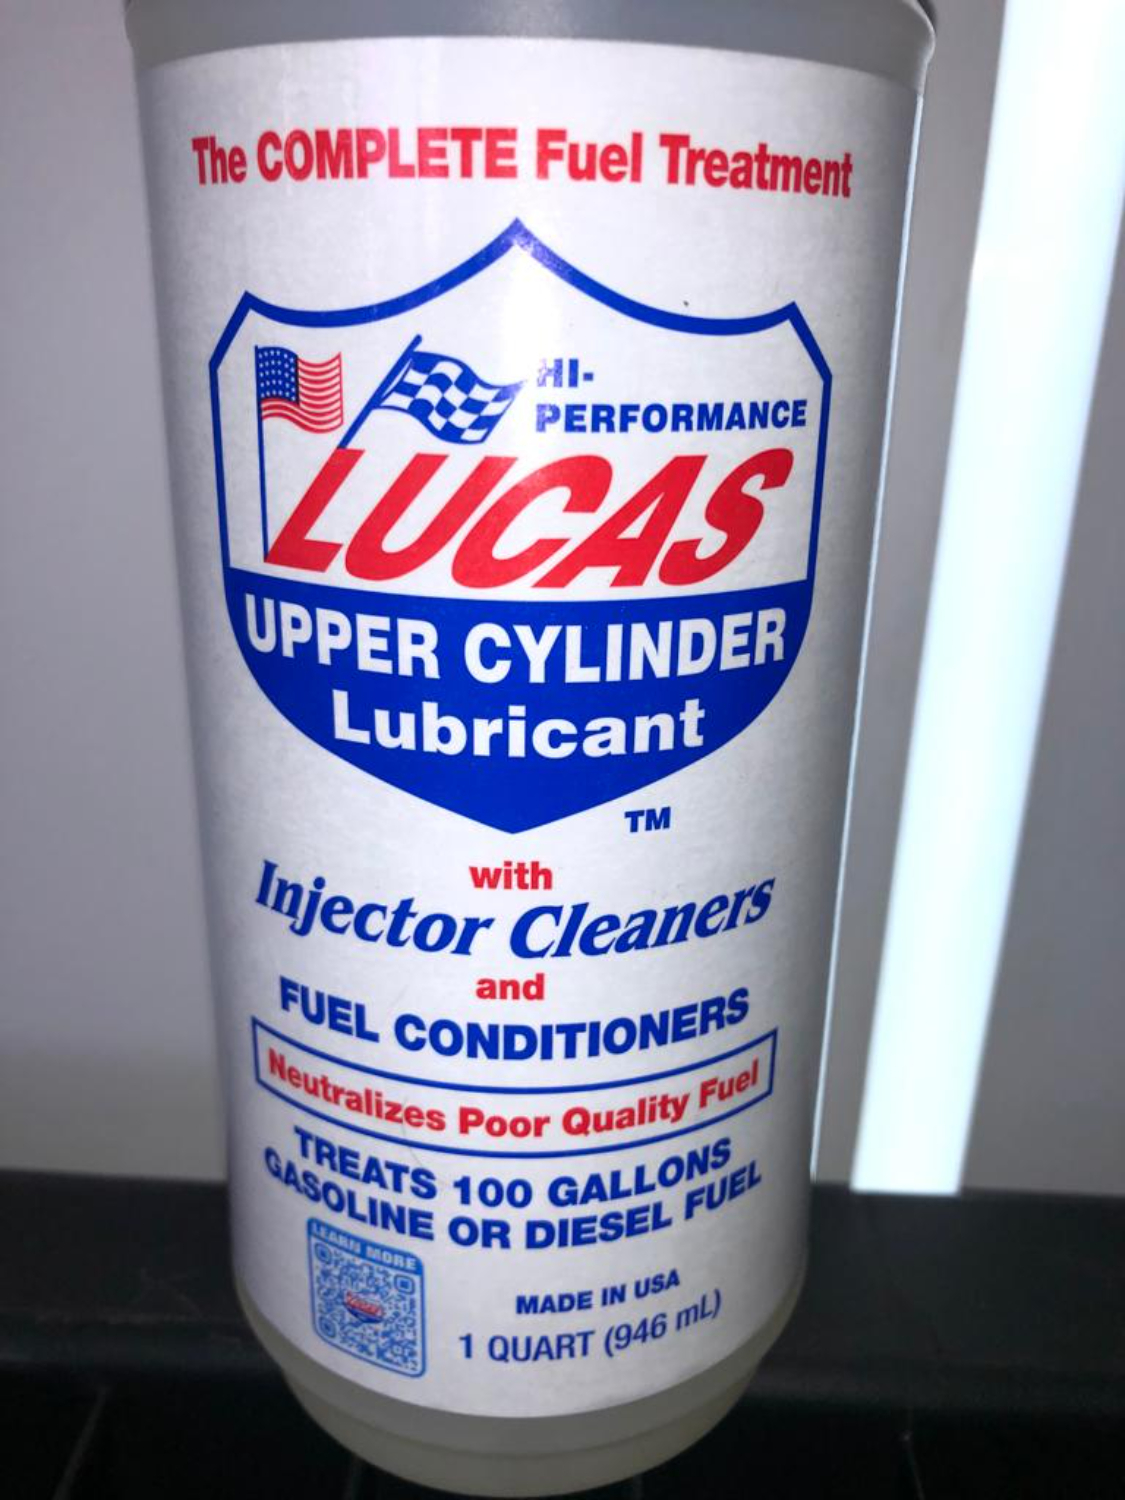 The COMPLETE Fuel Treatment
HI-
PERFORMANCE
LUCAS
UPPER CYLINDER
Lubricant
TM
with
Injector Cleaners
and
FUEL CONDITIONERS
Neutralizes Poor Quality Fuel
TREATS 100 GALLONS
GASOLINE OR DIESEL FUEL
LEARN MORE
LUCAS
MADE IN USA
1 QUART (946 mL)